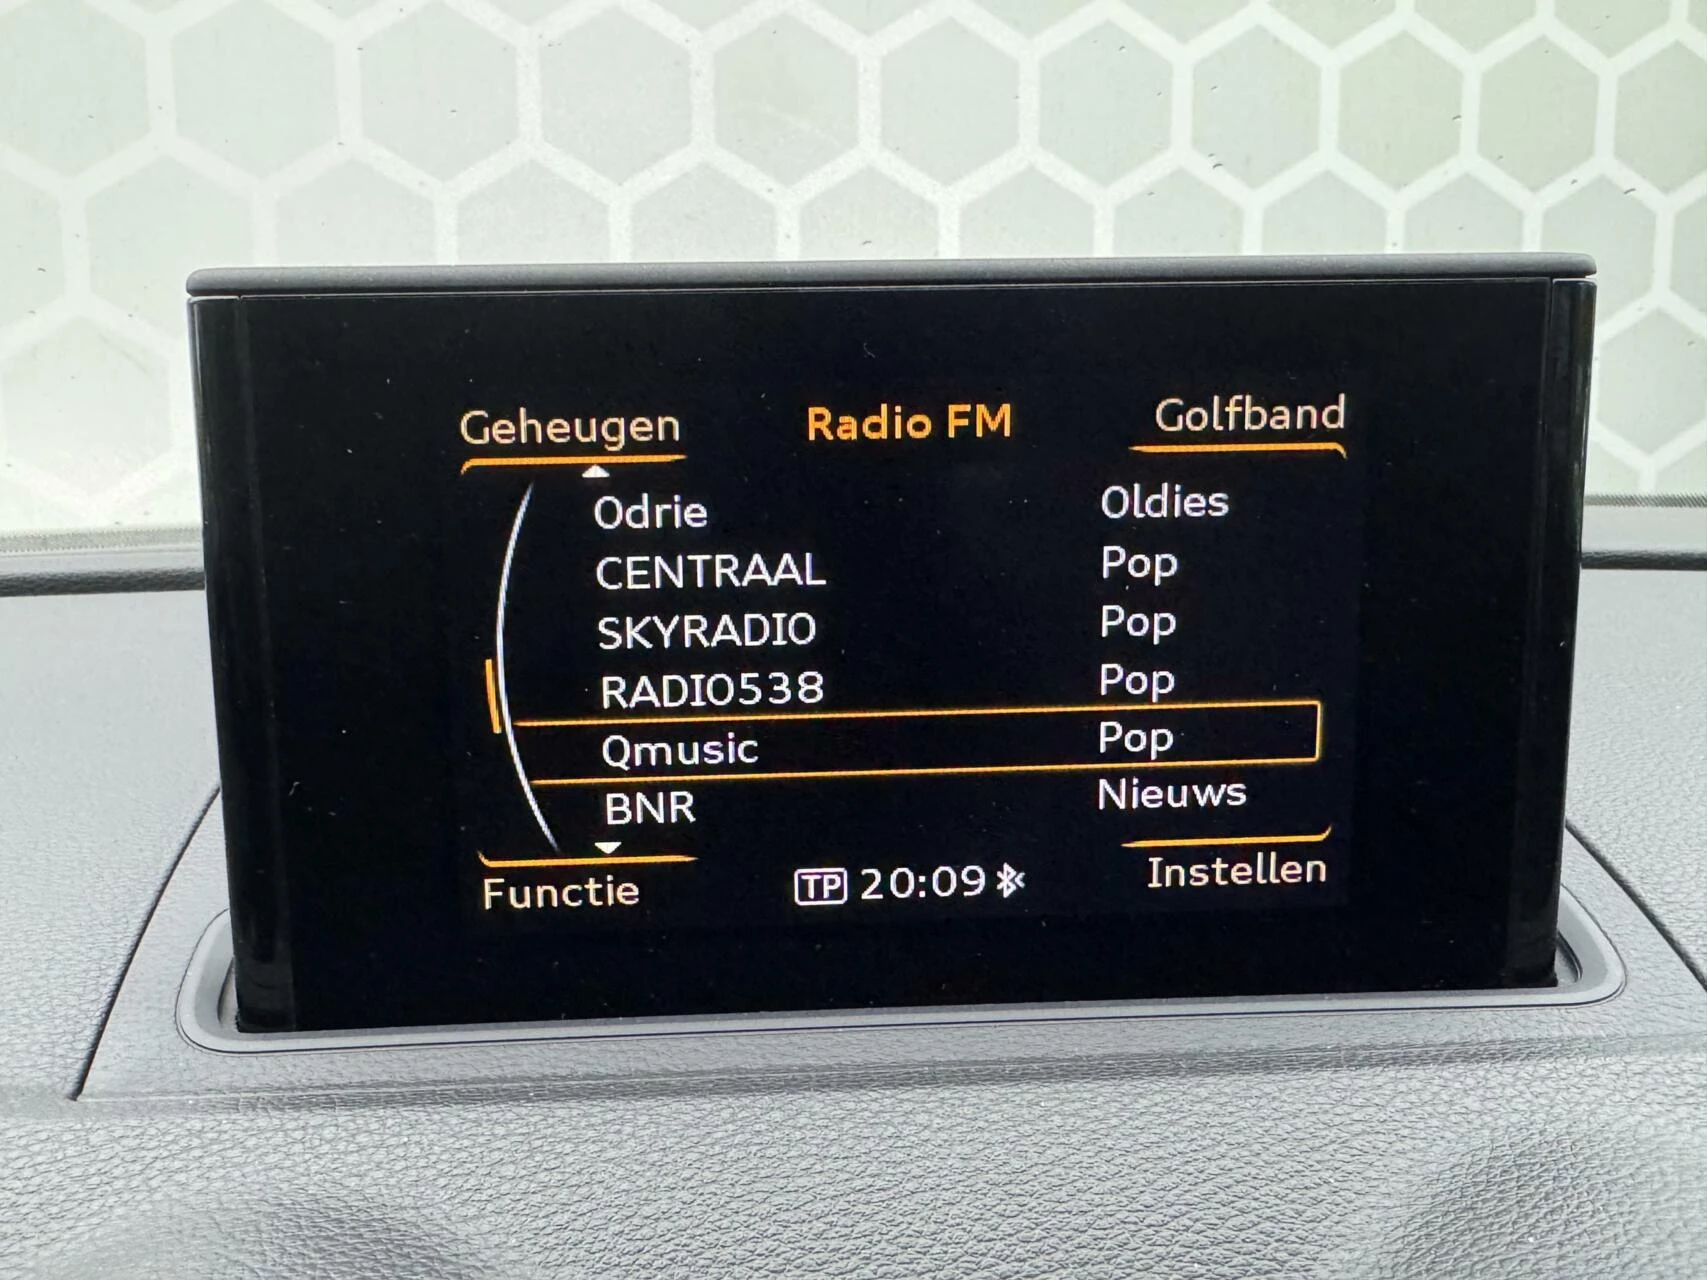 Geheugen Radio FM Golfband
Odrie Oldies
CENTRAAL Pop
SKYRADIO Pop
RADIO538 Pop
Qmusic Pop
BNR Nieuws
Functie TP 20:09 Instellen